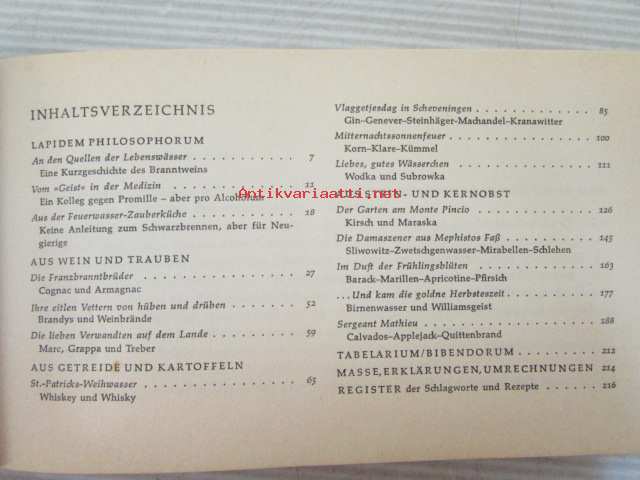 INHALTSVERZEICHNIS
LAPIDEM PHILOSOPHORUM
An den Quellen der Lebenswässer . . . . . . . . . . . 7
Eine Kurzgeschichte des Branntweins
Vom »Geist« in der Medizin . . . . . . . . . . . 11
Ein Kolleg gegen Promille – aber pro Alcoholum
Aus der Feuerwasser-Zauberküche . . . . . . . . . . 18
Keine Anleitung zum Schwarzbrennen, aber für Neu-
gierige
AUS WEIN UND TRAUBEN
Die Franzbranntbrüder . . . . . . . . . . . . . 27
Cognac und Armagnac
Ihre eitlen Vettern von hüben und drüben . . . . . . 52
Brandys und Weinbrände
Die lieben Verwandten auf dem Lande . . . . . . . . 59
Marc, Grappa und Treber
AUS GETREIDE UND KARTOFFELN
St.-Patricks-Weihwasser . . . . . . . . . . . . . 65
Whiskey und Whisky
Vlaggetjesdag in Scheveningen . . . . . . . . . . . 85
Gin–Genever–Steinhäger–Machandel–Kranawitter
Mitternachtssonnenfeuer . . . . . . . . . . . . . 100
Korn–Klare–Kümmel
Liebes, gutes Wässerchen . . . . . . . . . . . . . 111
Wodka und Subrowka
AUS STEIN- UND KERNOBST
Der Garten am Monte Pincio . . . . . . . . . . . . 126
Kirsch und Maraska
Die Damaszener aus Mephistos Faß . . . . . . . . . 145
Sliwowitz–Zwetschgenwasser–Mirabellen–Schlehen
Im Duft der Frühlingsblüten . . . . . . . . . . . . 163
Barack–Marillen–Apricotine–Pfirsich
. . . Und kam die goldne Herbsteszeit . . . . . . . . . 177
Birnenwasser und Williamsgeist
Sergeant Mathieu . . . . . . . . . . . . . . . . 188
Calvados–Applejack–Quittenbrand
TABELARIUM/BIBENDORUM . . . . . . . . . 212
MASSE, ERKLÄRUNGEN, UMRECHNUNGEN 214
REGISTER der Schlagworte und Rezepte . . . . . . 216
Antikvariaatti.net